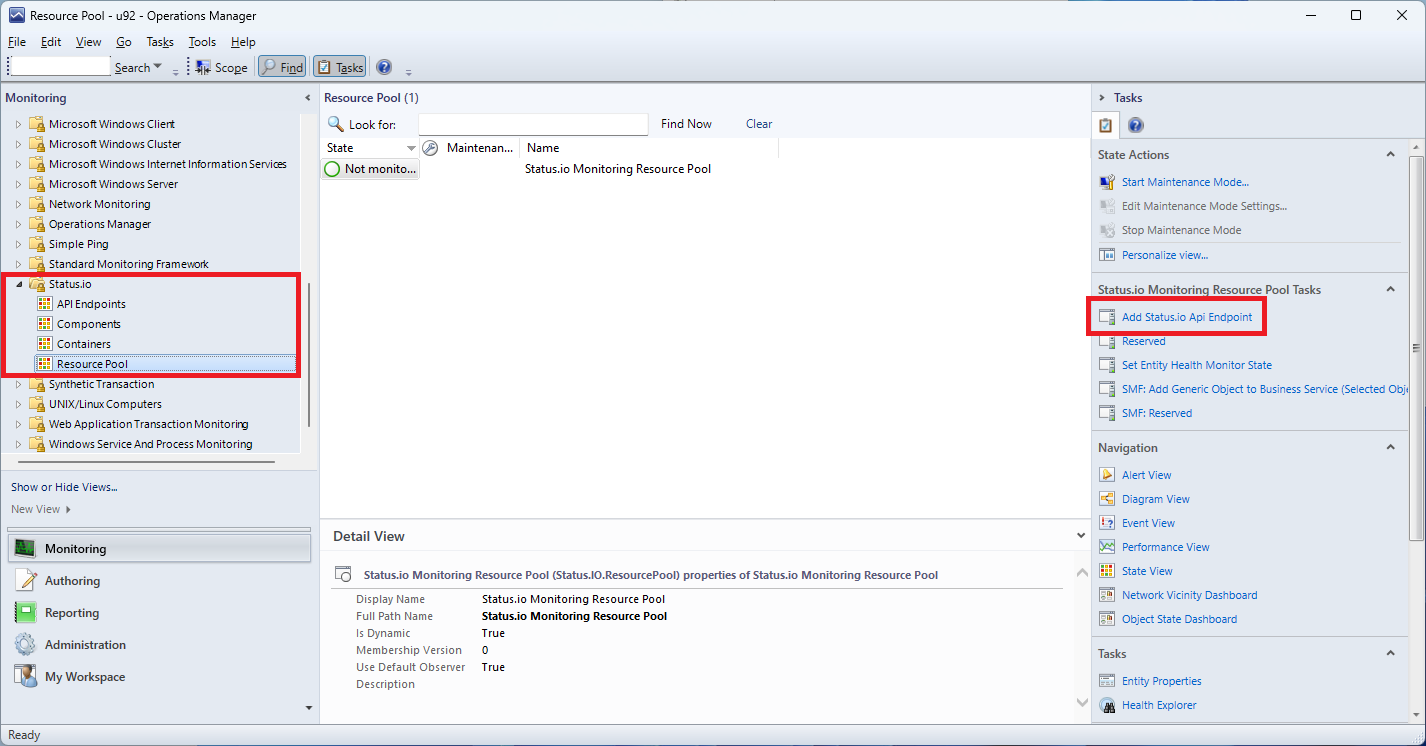 Resource Pool - u92 - Operations Manager
File Edit View Go Tasks Tools Help
Search Scope Find Tasks
Monitoring
Microsoft Windows Client
Microsoft Windows Cluster
Microsoft Windows Internet Information Services
Microsoft Windows Server
Network Monitoring
Operations Manager
Simple Ping
Standard Monitoring Framework
Status.io
API Endpoints
Components
Containers
Resource Pool
Synthetic Transaction
UNIX/Linux Computers
Web Application Transaction Monitoring
Windows Service And Process Monitoring
Show or Hide Views...
New View
Monitoring
Authoring
Reporting
Administration
My Workspace
Resource Pool (1)
Look for: Find Now Clear
State Maintenan... Name
Not monito... Status.io Monitoring Resource Pool
Detail View
Status.io Monitoring Resource Pool (Status.IO.ResourcePool) properties of Status.io Monitoring Resource Pool
Display Name Status.io Monitoring Resource Pool
Full Path Name Status.io Monitoring Resource Pool
Is Dynamic True
Membership Version 0
Use Default Observer True
Description
Tasks
State Actions
Start Maintenance Mode...
Edit Maintenance Mode Settings...
Stop Maintenance Mode
Personalize view...
Status.io Monitoring Resource Pool Tasks
Add Status.io Api Endpoint
Reserved
Set Entity Health Monitor State
SMF: Add Generic Object to Business Service (Selected Obje
SMF: Reserved
Navigation
Alert View
Diagram View
Event View
Performance View
State View
Network Vicinity Dashboard
Object State Dashboard
Tasks
Entity Properties
Health Explorer
Ready